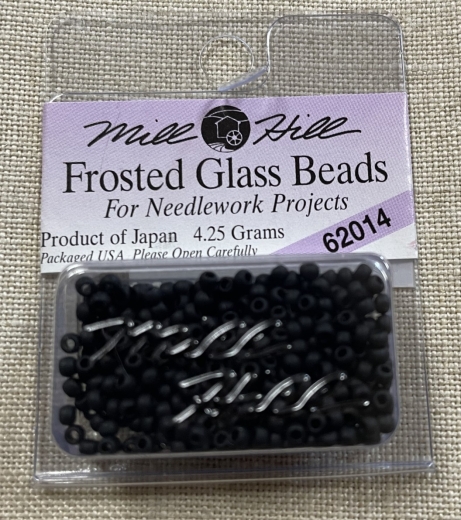 Mill Hill
Frosted Glass Beads
For Needlework Projects
Product of Japan 4.25 Grams
62014
Packaged USA Please Open Carefully
Mill
Hill